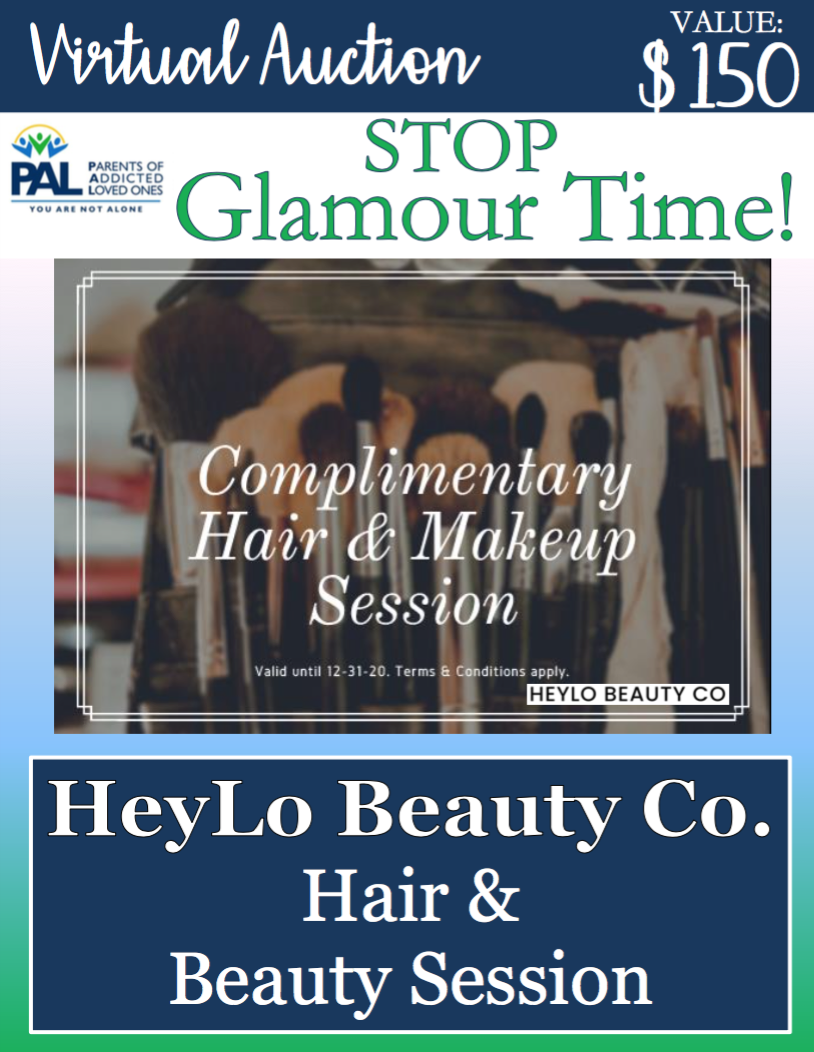 Virtual Auction
VALUE:
$150
PAL
PARENTS OF
ADDICTED
LOVED ONES
YOU ARE NOT ALONE
STOP
Glamour Time!
Complimentary
Hair & Makeup
Session
Valid until 12-31-20. Terms & Conditions apply.
HEYLO BEAUTY CO
HeyLo Beauty Co.
Hair &
Beauty Session